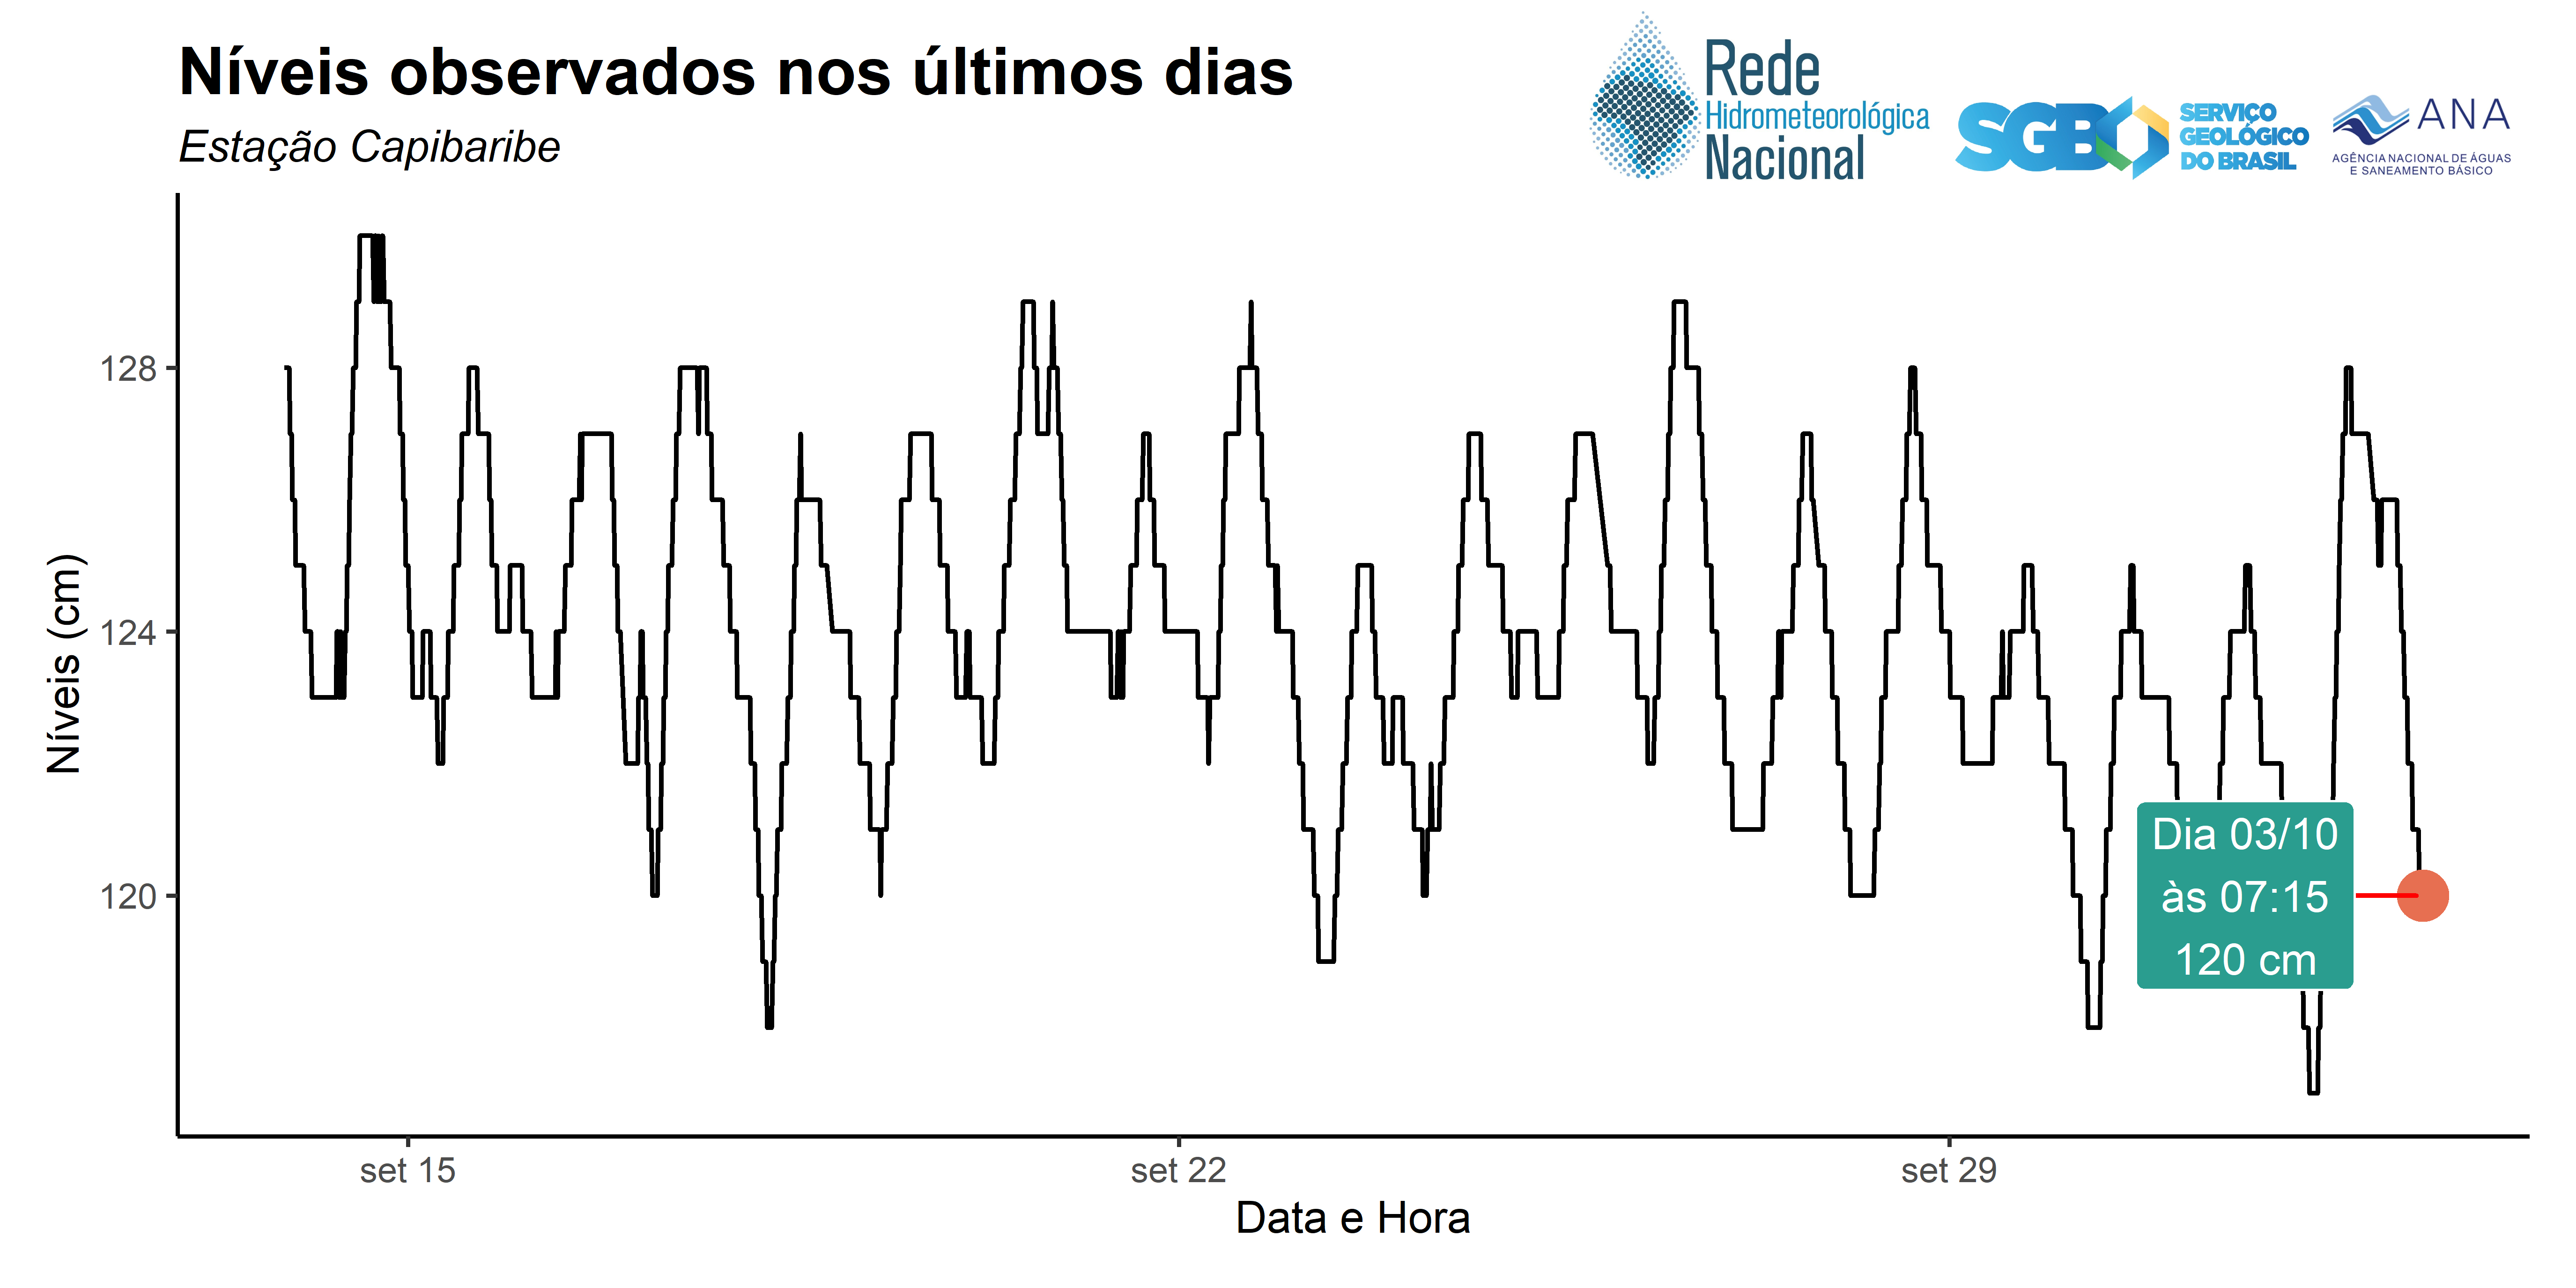 Níveis observados nos últimos dias
Estação Capibaribe
Rede
Hidrometeorológica
Nacional
SGB
SERVIÇO
GEOLÓGICO
DO BRASIL
ANA
AGÊNCIA NACIONAL DE ÁGUAS
E SANEAMENTO BÁSICO
Níveis (cm)
128
124
120
Dia 03/10
às 07:15
120 cm
set 15
set 22
set 29
Data e Hora